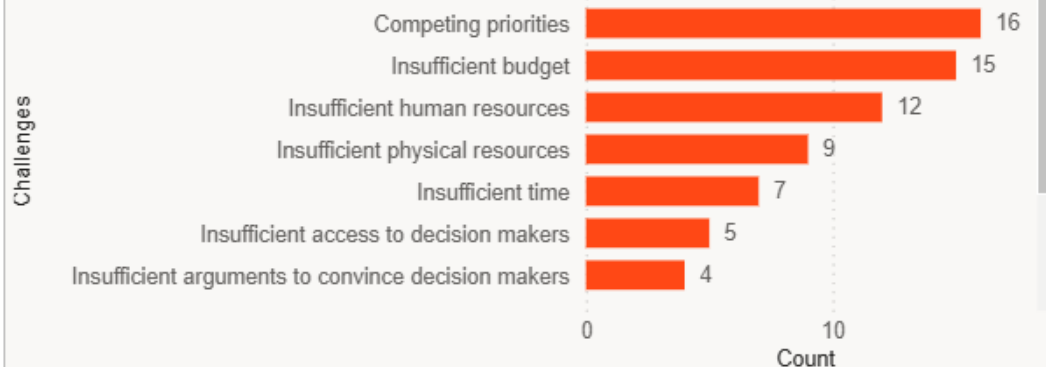 Challenges
Competing priorities 16
Insufficient budget 15
Insufficient human resources 12
Insufficient physical resources 9
Insufficient time 7
Insufficient access to decision makers 5
Insufficient arguments to convince decision makers 4
0 10
Count